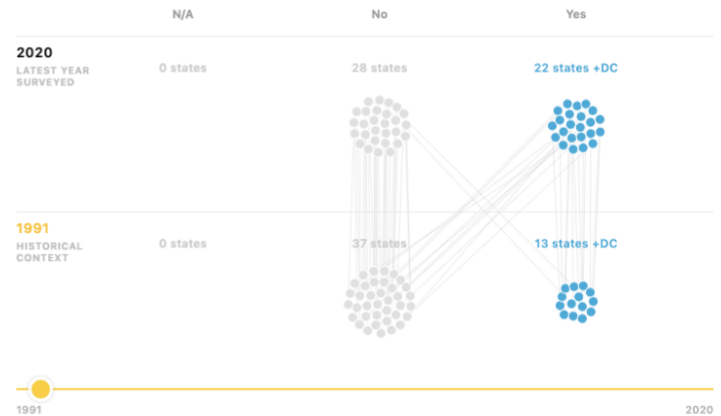 N/A No Yes
2020
LATEST YEAR
SURVEYED
0 states 28 states 22 states +DC
1991
HISTORICAL
CONTEXT
0 states 37 states 13 states +DC
1991 2020